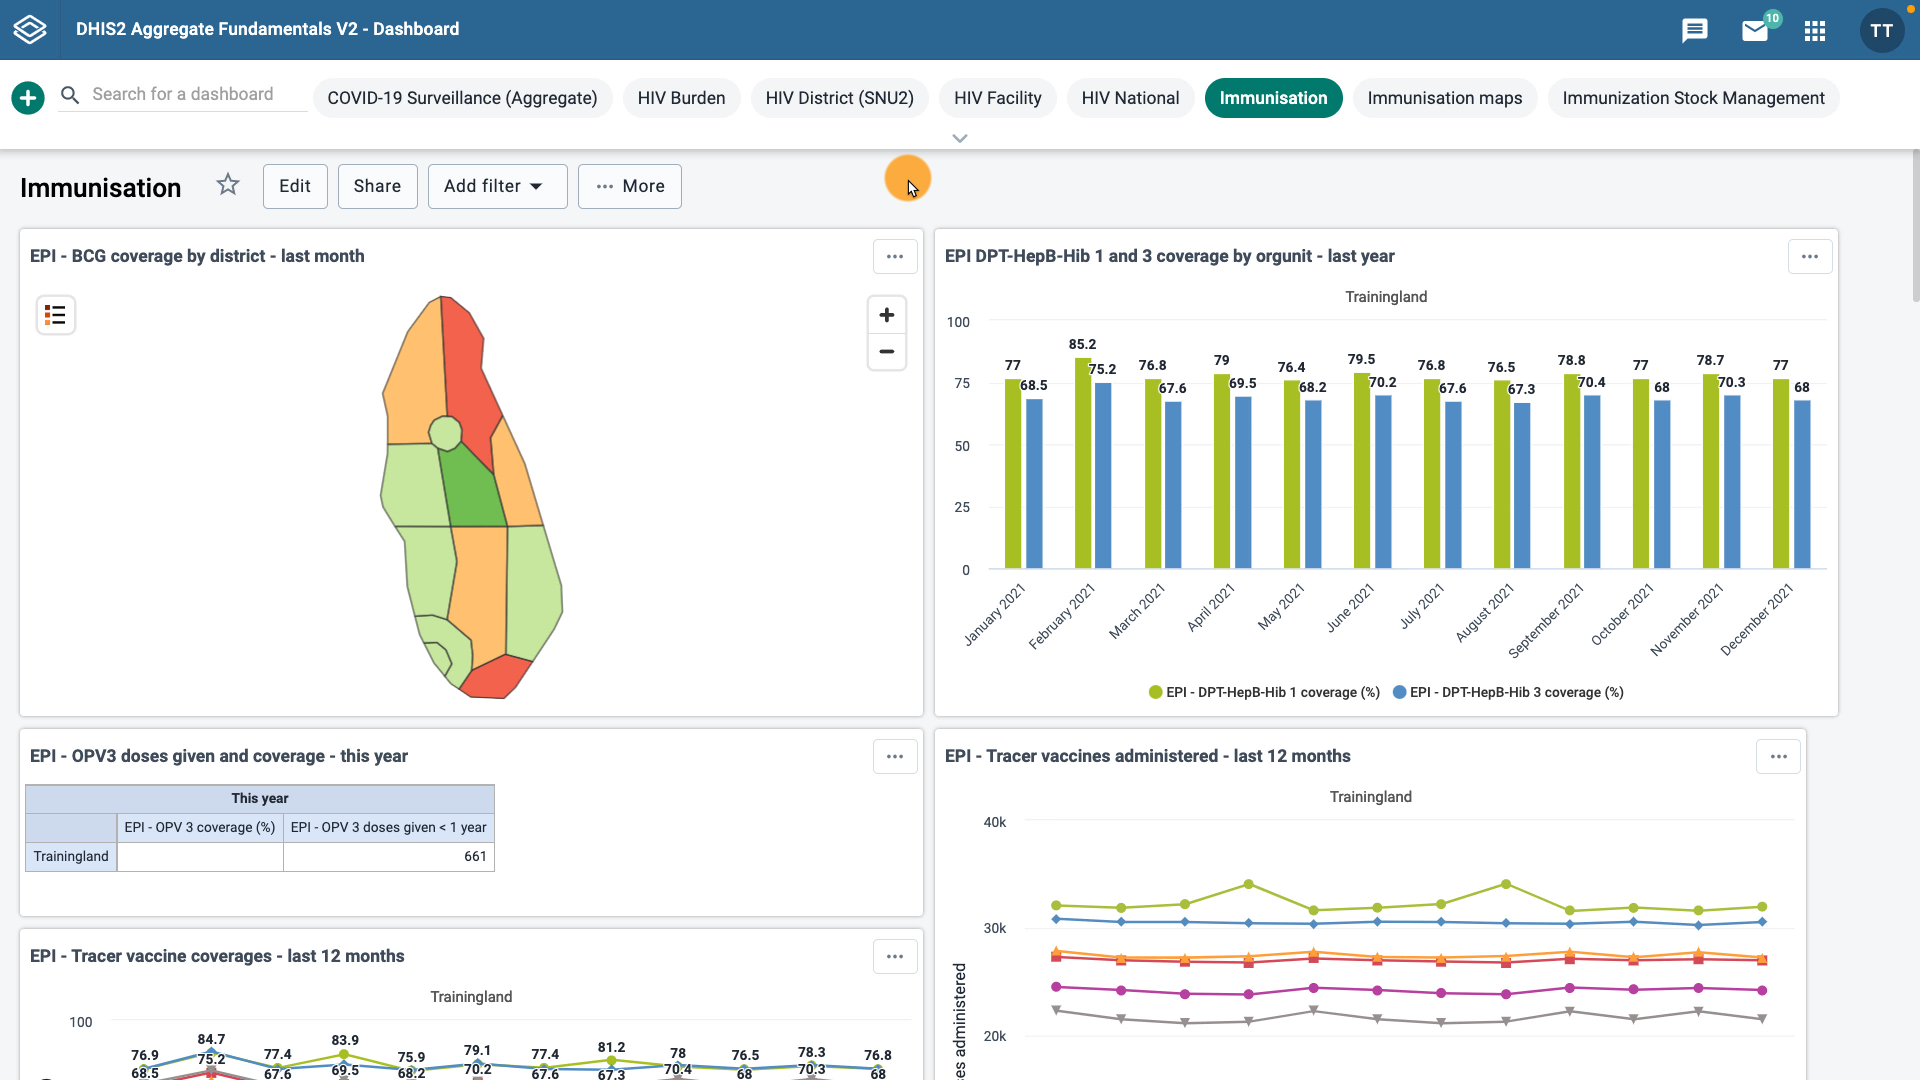 DHIS2 Aggregate Fundamentals V2 - Dashboard
10
TT
Search for a dashboard
COVID-19 Surveillance (Aggregate)
HIV Burden
HIV District (SNU2)
HIV Facility
HIV National
Immunisation
Immunisation maps
Immunization Stock Management
Immunisation
Edit
Share
Add filter
More
EPI - BCG coverage by district - last month
EPI DPT-HepB-Hib 1 and 3 coverage by orgunit - last year
Trainingland
100
75
50
25
0
77
68.5
85.2
75.2
76.8
67.6
79
69.5
76.4
68.2
79.5
70.2
76.8
67.6
76.5
67.3
78.8
70.4
77
68
78.7
70.3
77
68
January 2021
February 2021
March 2021
April 2021
May 2021
June 2021
July 2021
August 2021
September 2021
October 2021
November 2021
December 2021
EPI - DPT-HepB-Hib 1 coverage (%)
EPI - DPT-HepB-Hib 3 coverage (%)
EPI - OPV3 doses given and coverage - this year
This year
EPI - OPV 3 coverage (%)
EPI - OPV 3 doses given < 1 year
Trainingland
661
EPI - Tracer vaccines administered - last 12 months
Trainingland
40k
30k
20k
administered
EPI - Tracer vaccine coverages - last 12 months
Trainingland
100
76.9
84.7
77.4
83.9
75.9
79.1
77.4
81.2
78
76.5
78.3
76.8
68.5
75.2
67.6
69.5
68.2
70.2
67.6
67.3
70.4
68
70.3
68